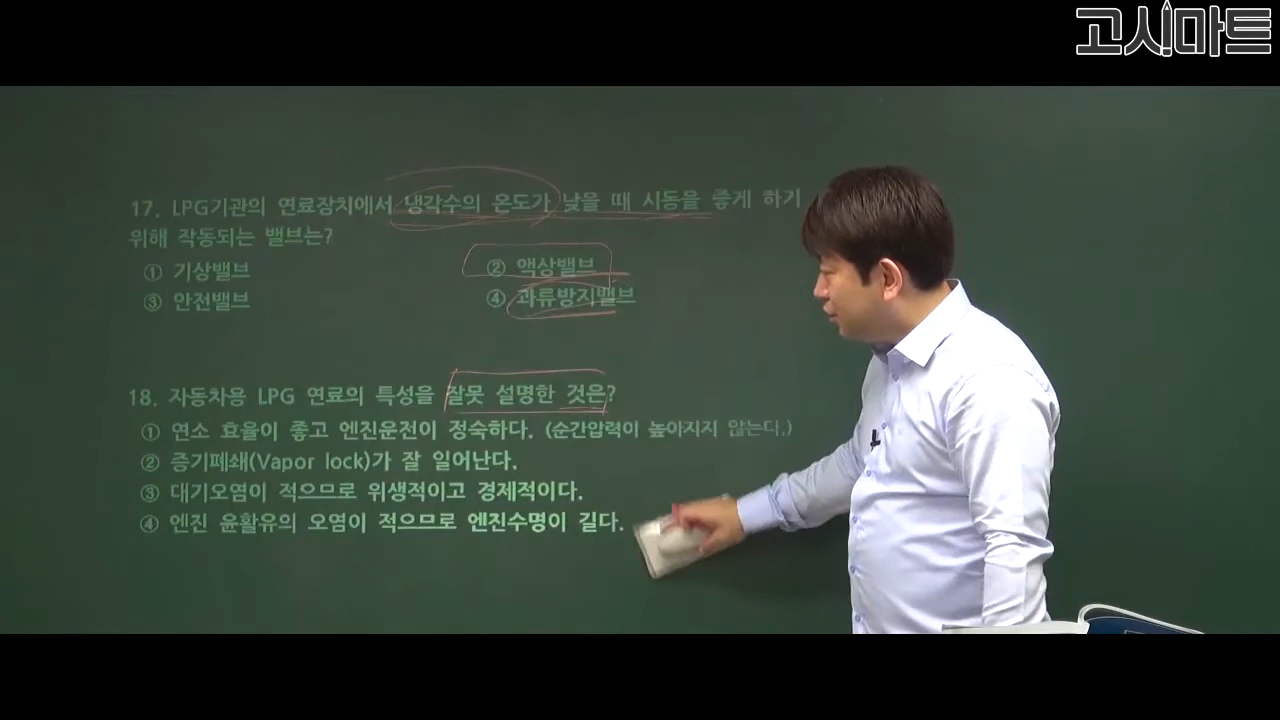 고시마트
17. LPG기관의 연료장치에서 냉각수의 온도가 낮을 때 시동을 좋게 하기
위해 작동되는 밸브는?
① 기상밸브 ② 액상밸브
③ 안전밸브 ④ 과류방지밸브
18. 자동차용 LPG 연료의 특성을 잘못 설명한 것은?
① 연소 효율이 좋고 엔진운전이 정숙하다. (순간압력이 높아지지 않는다.)
② 증기폐쇄(Vapor lock)가 잘 일어난다.
③ 대기오염이 적으므로 위생적이고 경제적이다.
④ 엔진 윤활유의 오염이 적으므로 엔진수명이 길다.